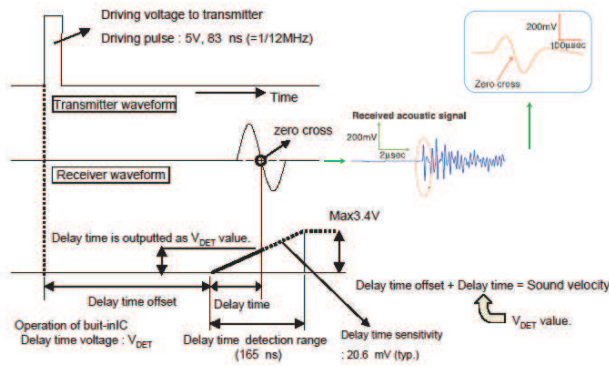 Driving voltage to transmitter
Driving pulse : 5V, 83 ns (=1/12MHz)
200mV
100μsoc
Zero cross
Time
Transmitter waveform
zero cross
Received acoustic signal
200mV
2μsoc
Receiver waveform
Max3.4V
Delay time is outputted as VDET value.
Delay time offset + Delay time = Sound velocity
Delay time offset
Delay time
VDET value.
Operation of buit-inIC
Delay time voltage : VDET
Delay time detection range
(165 ns)
Delay time sensitivity
: 20.6 mV (typ.)